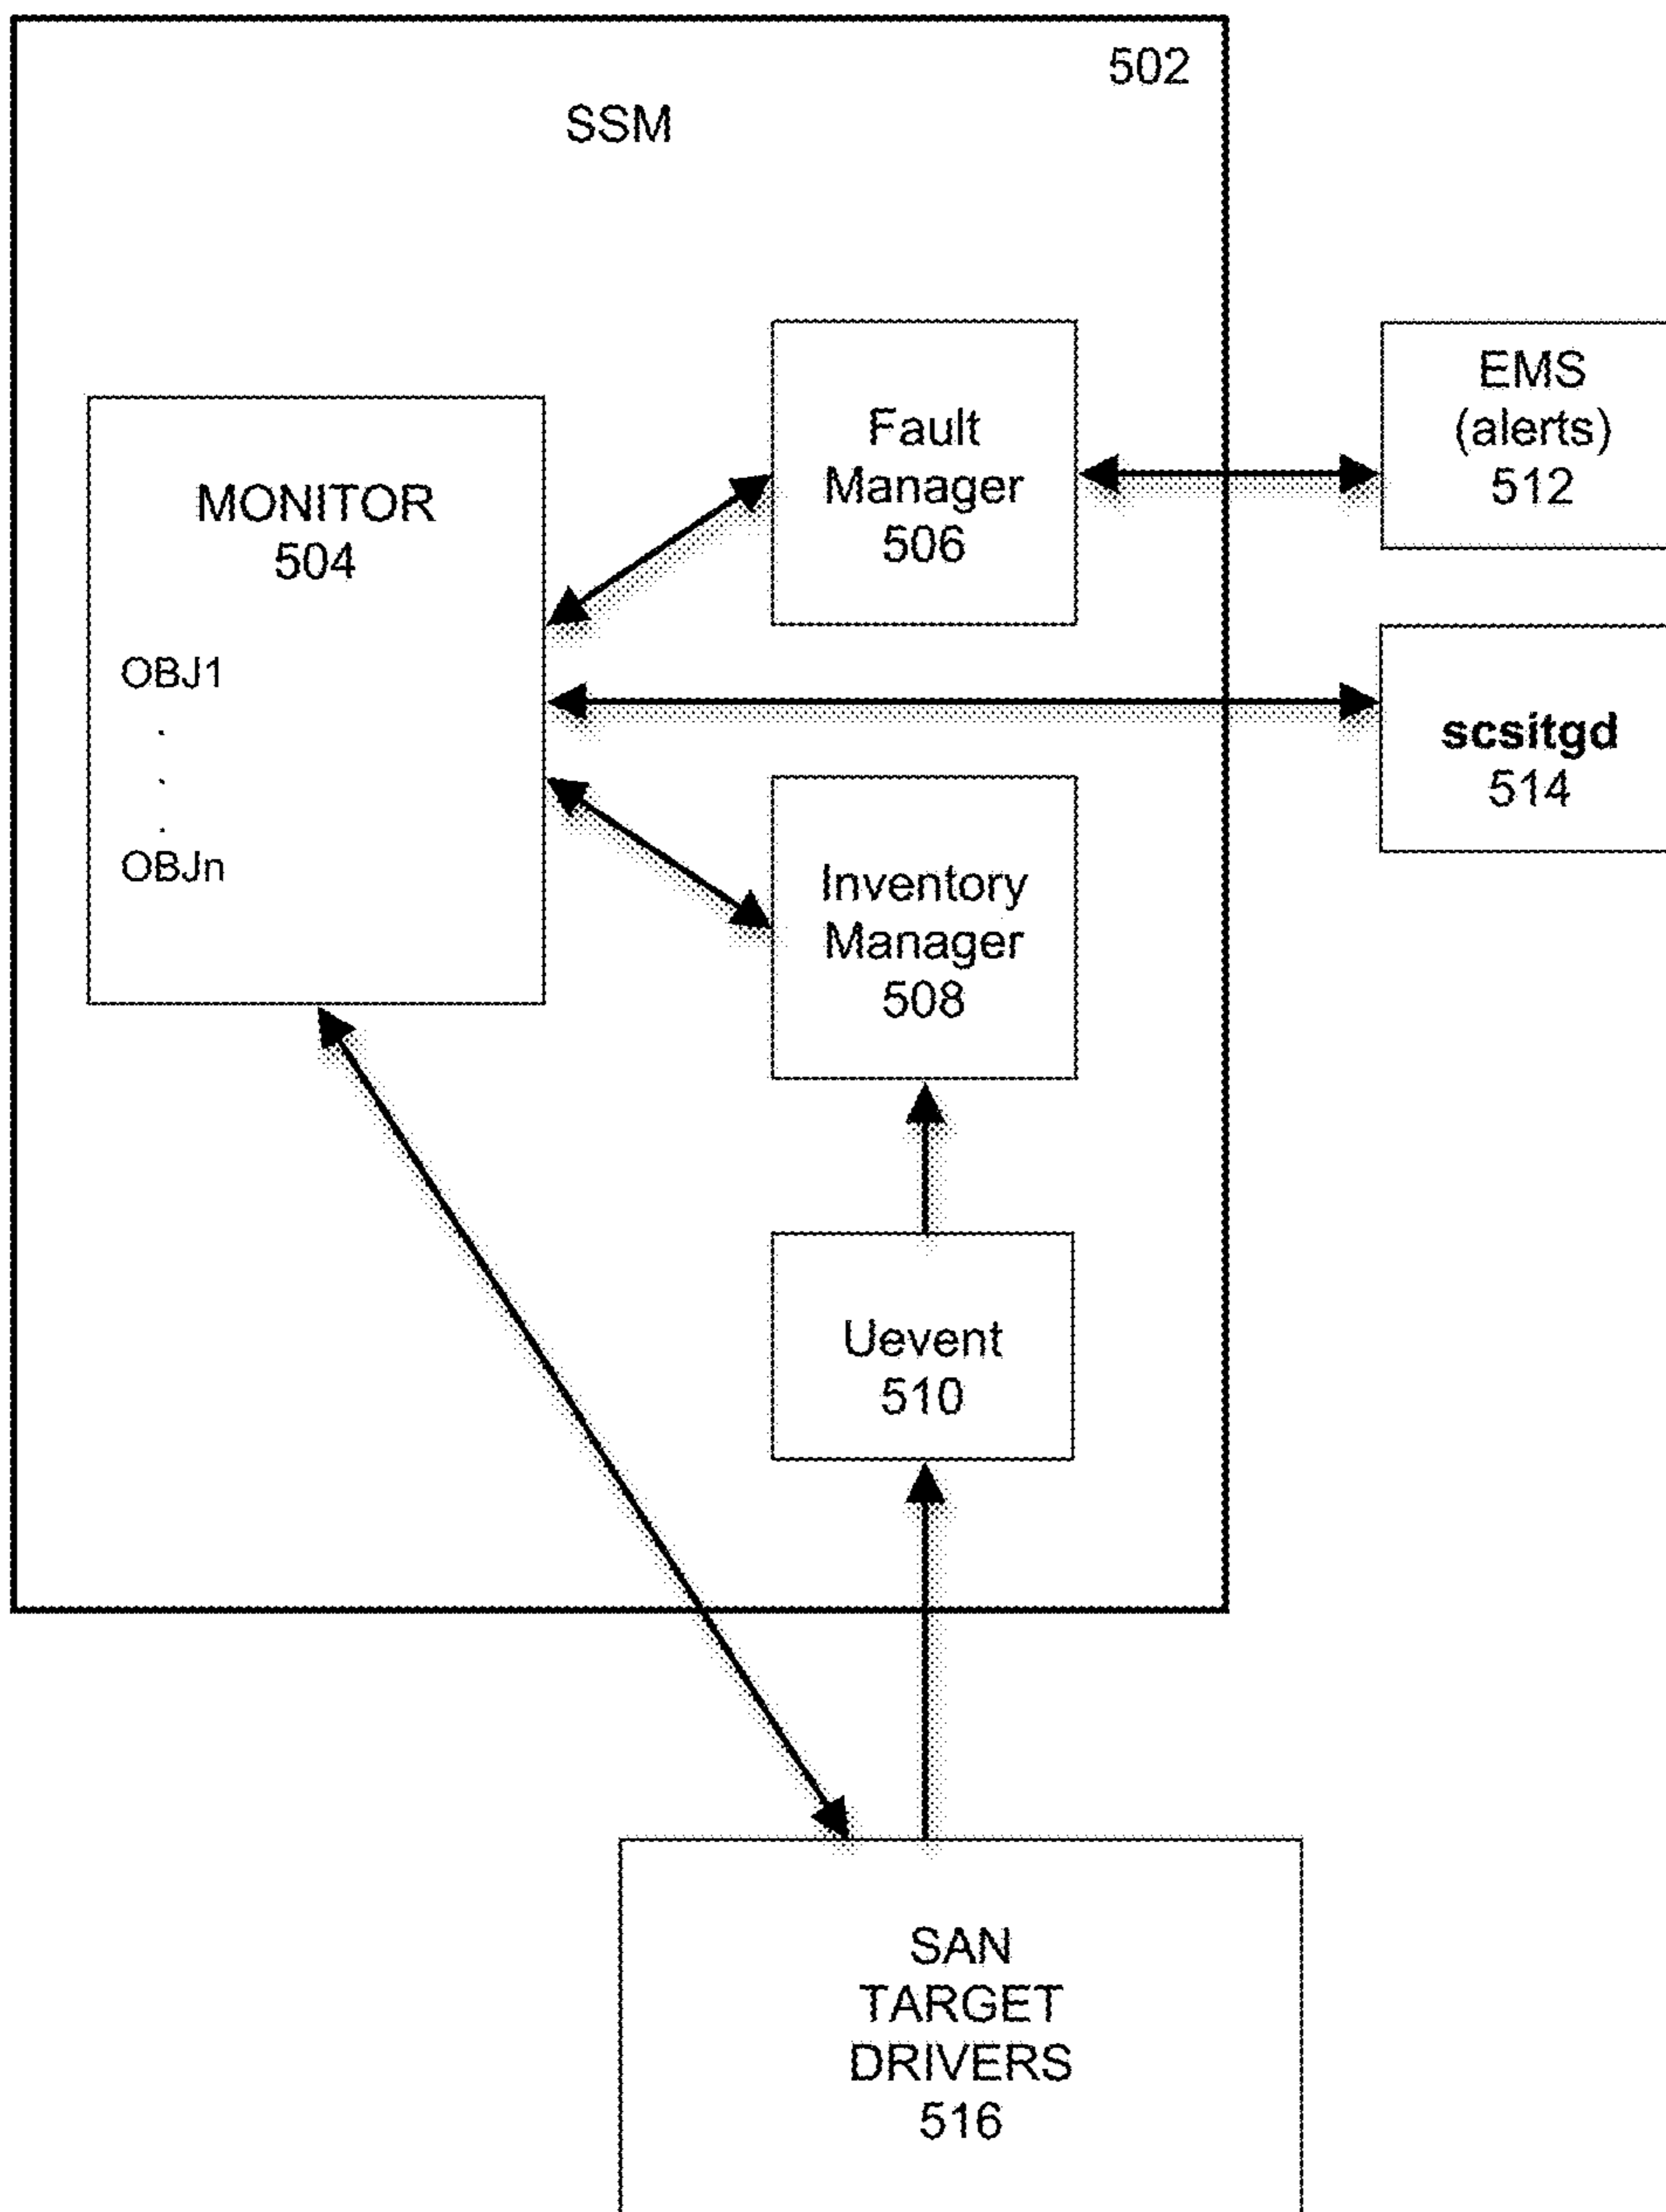 502
SSM
MONITOR
504
OBJ1
.
.
.
OBJn
Fault
Manager
506
EMS
(alerts)
512
scsitgd
514
Inventory
Manager
508
Uevent
510
SAN
TARGET
DRIVERS
516